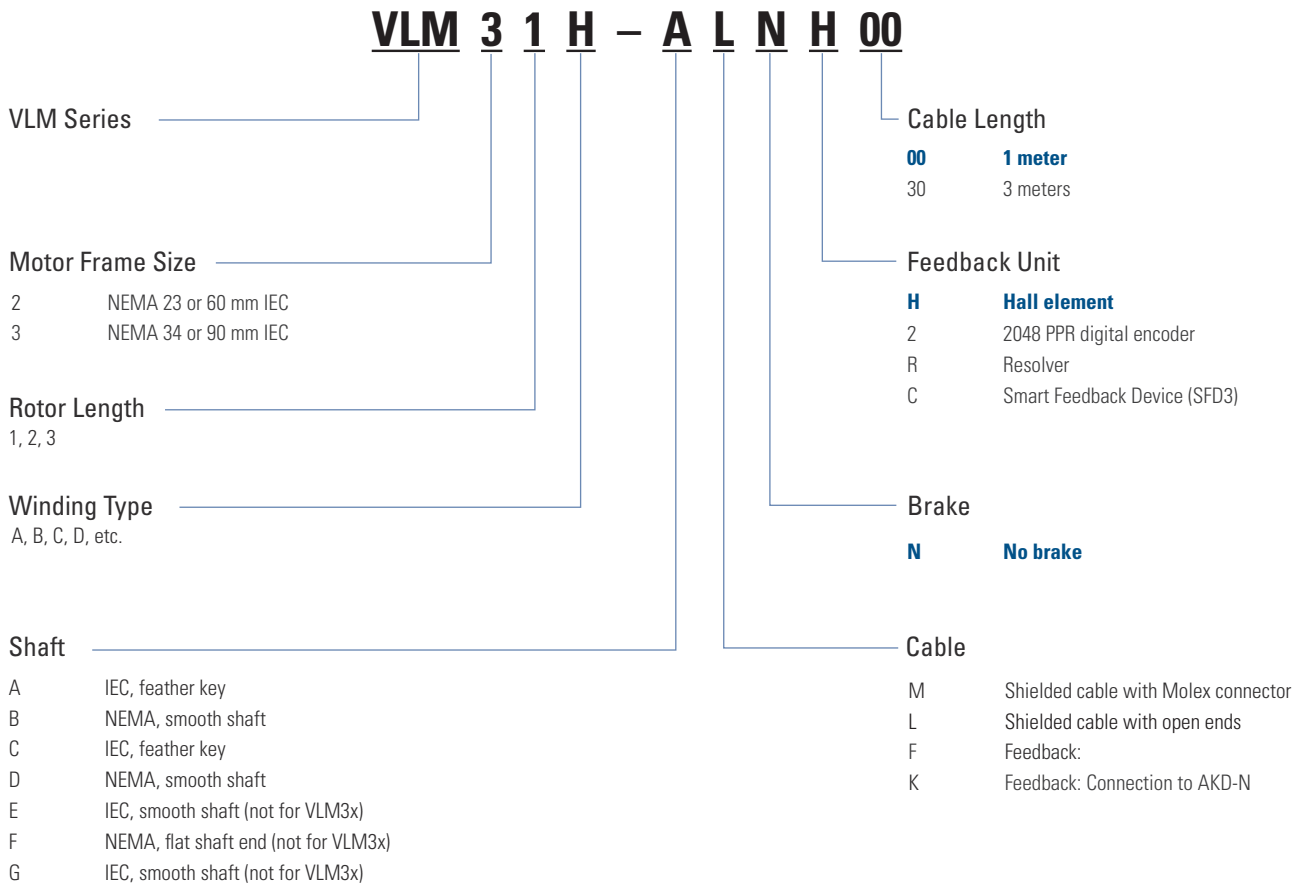 VLM 3 1 H – A L N H 00
VLM Series
Motor Frame Size
2 NEMA 23 or 60 mm IEC
3 NEMA 34 or 90 mm IEC
Rotor Length
1, 2, 3
Winding Type
A, B, C, D, etc.
Shaft
A IEC, feather key
B NEMA, smooth shaft
C IEC, feather key
D NEMA, smooth shaft
E IEC, smooth shaft (not for VLM3x)
F NEMA, flat shaft end (not for VLM3x)
G IEC, smooth shaft (not for VLM3x)
Cable Length
00 1 meter
30 3 meters
Feedback Unit
H Hall element
2 2048 PPR digital encoder
R Resolver
C Smart Feedback Device (SFD3)
Brake
N No brake
Cable
M Shielded cable with Molex connector
L Shielded cable with open ends
F Feedback:
K Feedback: Connection to AKD-N